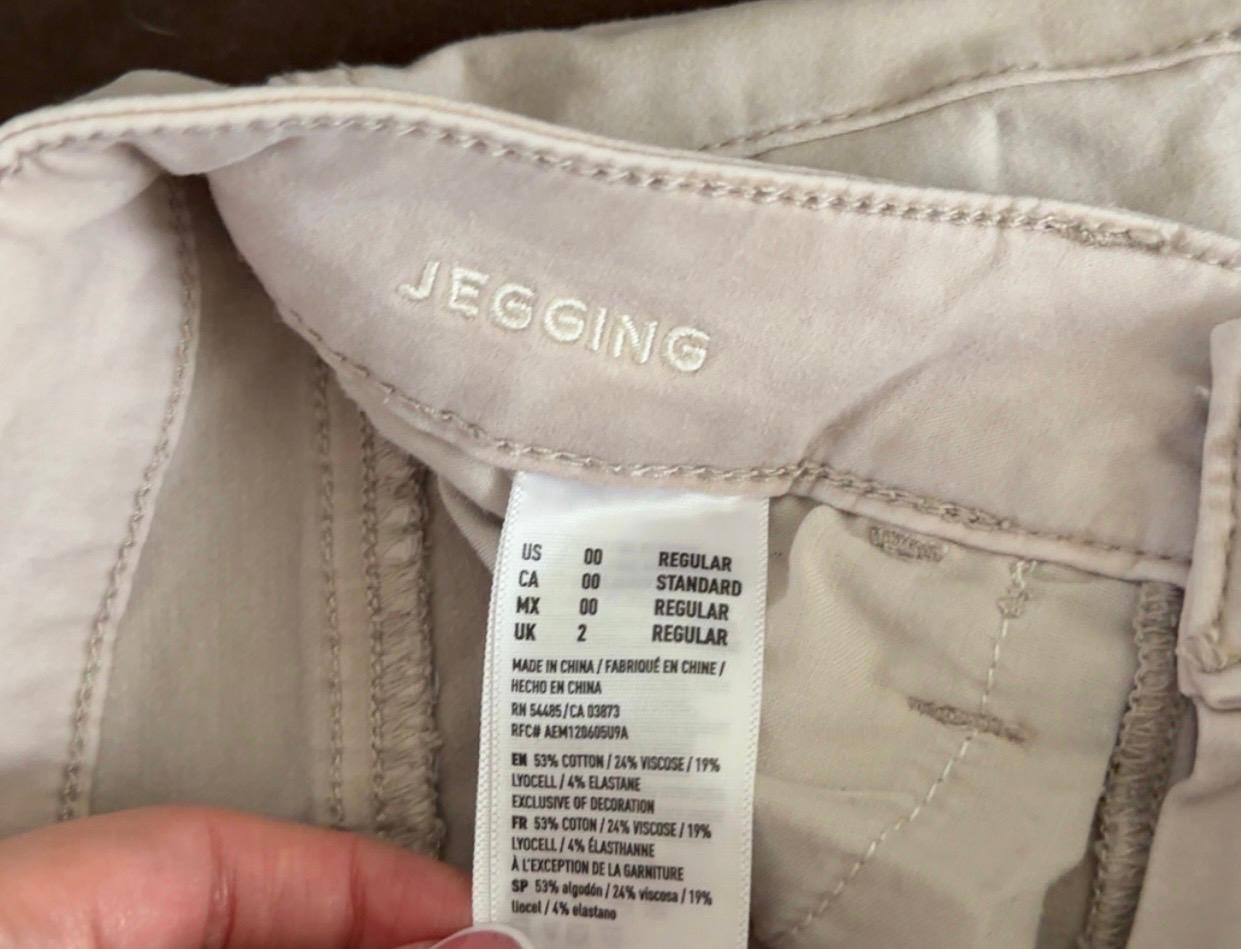 JEGGING
US 00 REGULAR
CA 00 STANDARD
MX 00 REGULAR
UK 2 REGULAR
MADE IN CHINA / FABRIQUÉ EN CHINE /
HECHO EN CHINA
RN 54485/CA 03873
RFC# AEM120605U9A
EN 53% COTTON / 24% VISCOSE / 19%
LYOCELL / 4% ELASTANE
EXCLUSIVE OF DECORATION
FR 53% COTON / 24% VISCOSE / 19%
LYOCELL / 4% ÉLASTHANNE
À L'EXCEPTION DE LA GARNITURE
SP 53% algodón / 24% viscosa / 19%
liocel / 4% elastano